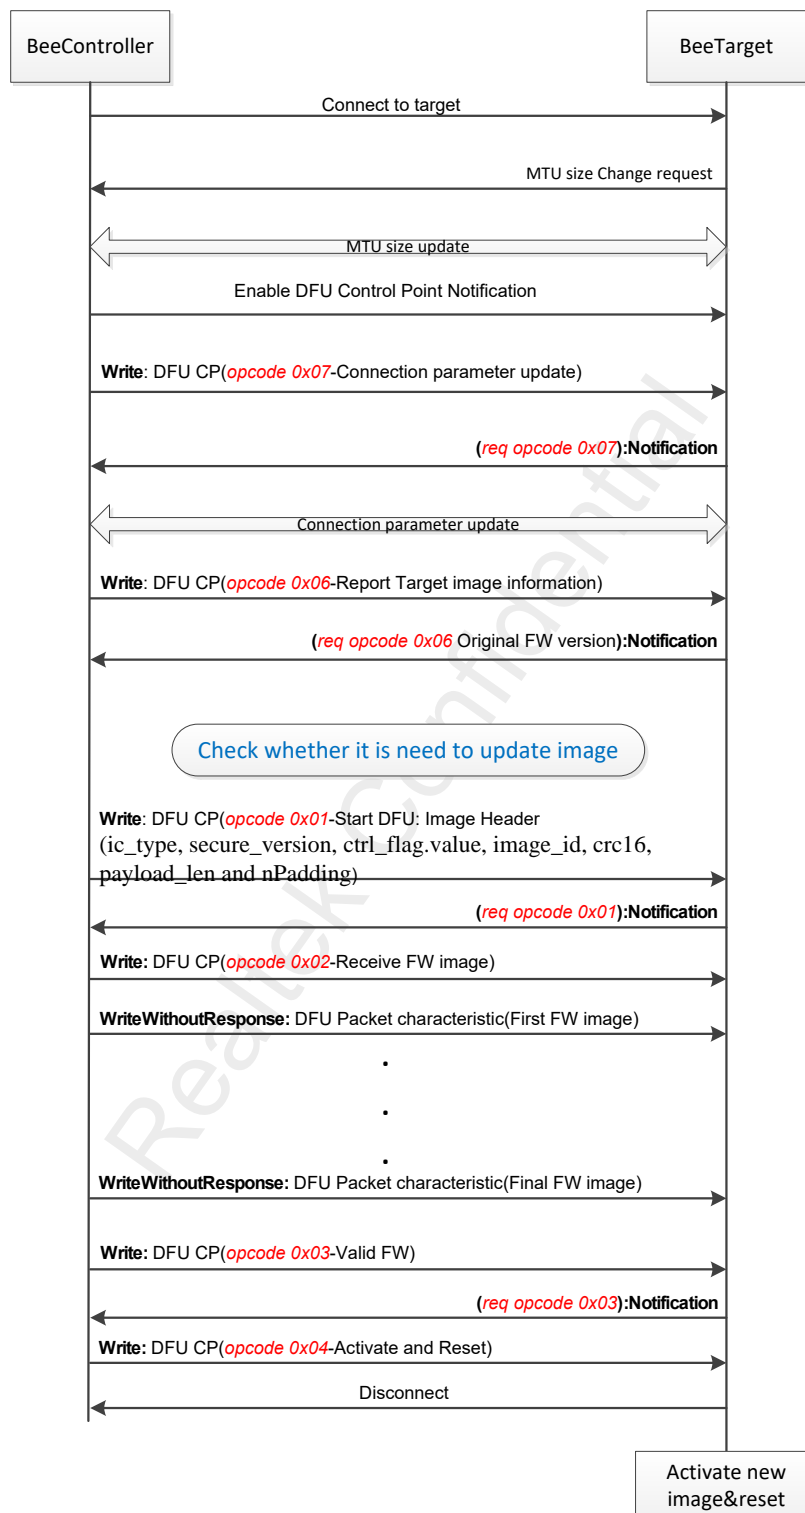 BeeController
BeeTarget
Connect to target
MTU size Change request
MTU size update
Enable DFU Control Point Notification
Write: DFU CP(opcode 0x07-Connection parameter update)
(req opcode 0x07):Notification
Connection parameter update
Write: DFU CP(opcode 0x06-Report Target image information)
(req opcode 0x06 Original FW version):Notification
Check whether it is need to update image
Write: DFU CP(opcode 0x01-Start DFU: Image Header
(ic_type, secure_version, ctrl_flag.value, image_id, crc16,
payload_len and nPadding)
(req opcode 0x01):Notification
Write: DFU CP(opcode 0x02-Receive FW image)
WriteWithoutResponse: DFU Packet characteristic(First FW image)
.
.
.
WriteWithoutResponse: DFU Packet characteristic(Final FW image)
Write: DFU CP(opcode 0x03-Valid FW)
(req opcode 0x03):Notification
Write: DFU CP(opcode 0x04-Activate and Reset)
Disconnect
Activate new
image&reset
Realtek Confidential